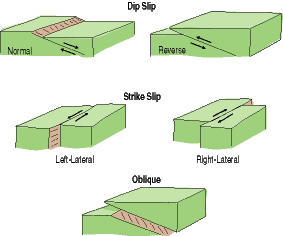 Dip Slip
Normal
Reverse
Strike Slip
Left-Lateral
Right-Lateral
Oblique